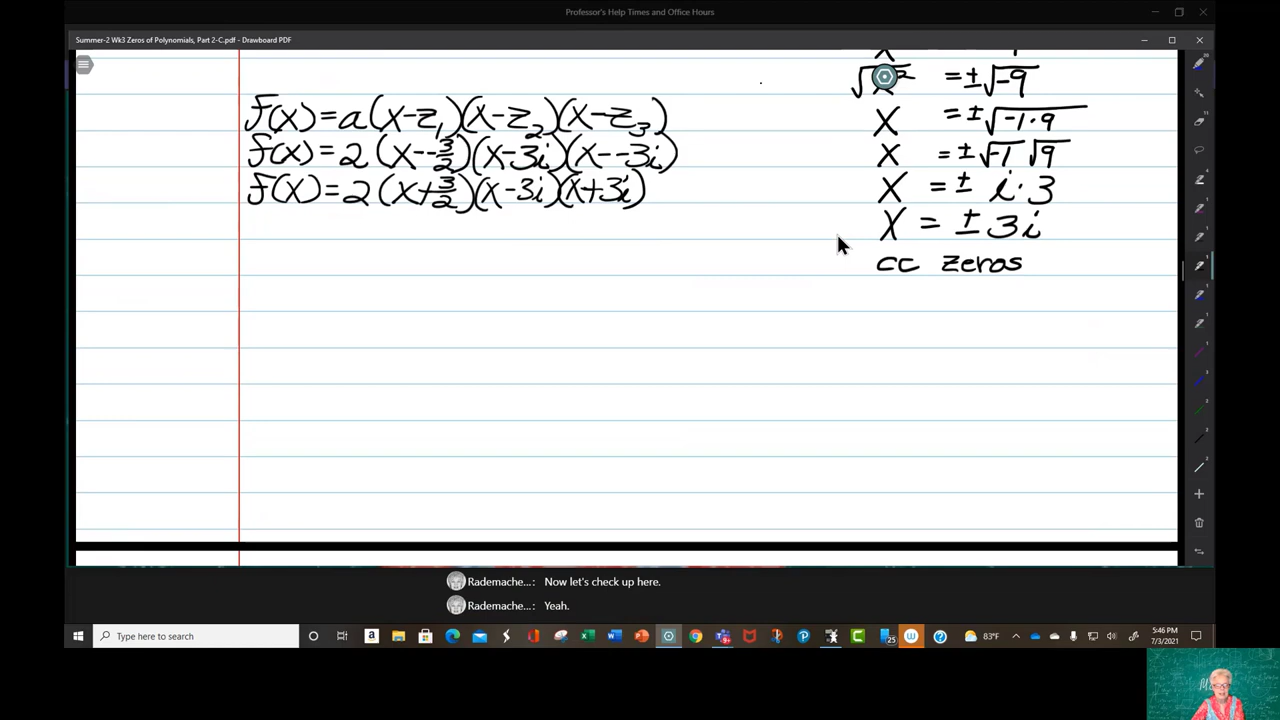 Professor's Help Times and Office Hours
Summer-2 Wk3 Zeros of Polynomials, Part 2-C.pdf - Drawboard PDF
f(x)=a(x-z₁)(x-z₂)(x-z₃)
f(x)=2(x--3/2)(x-3i)(x--3i)
f(x)=2(x+3/2)(x-3i)(x+3i)
=±√-9
x =±√-1·9
x =±√-1 √9
x =± i·3
x = ±3i
cc zeros
Rademache...: Now let's check up here.
Rademache...: Yeah.
Type here to search
83°F
5:46 PM
7/3/2021
25